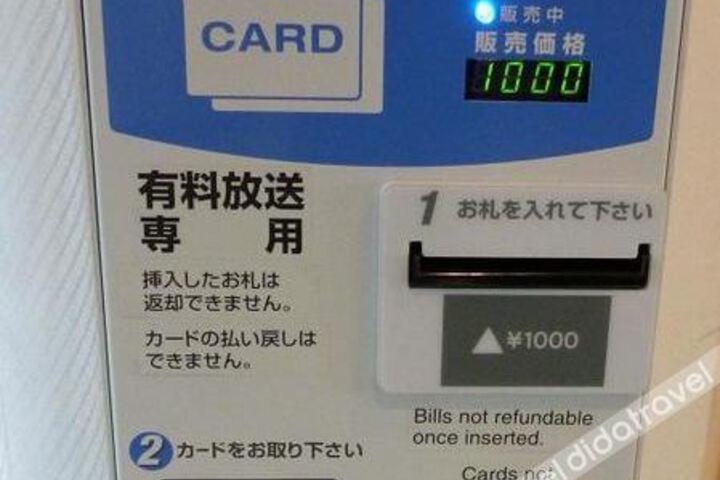 CARD
販売中
販売価格
1000
有料放送
専　用
挿入したお札は
返却できません。
カードの払い戻しは
できません。
1 お札を入れて下さい
▲¥1000
Bills not refundable
once inserted.
Cards not
2 カードをお取り下さい
didatravel